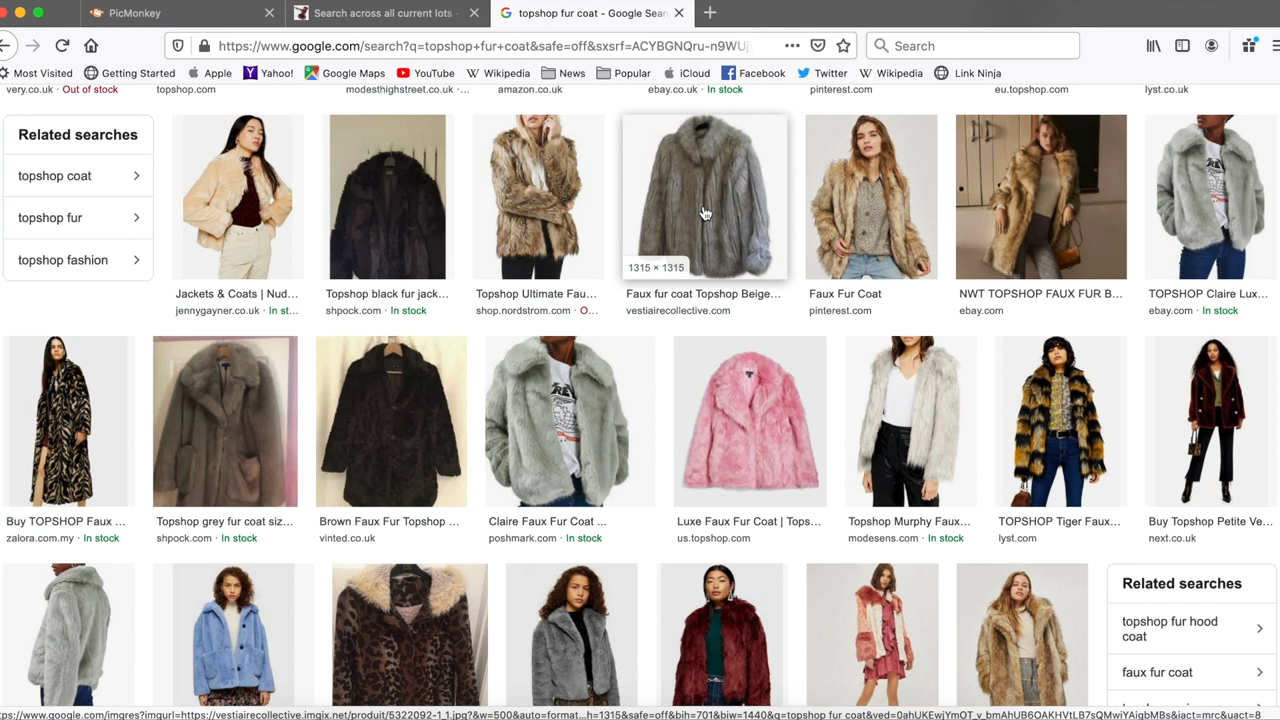 PicMonkey
Search across all current lots -
topshop fur coat - Google Sear
https://www.google.com/search?q=topshop+fur+coat&safe=off&sxsrf=ACYBGNQru-n9WUj
Search
Most Visited
Getting Started
Apple
Yahoo!
Google Maps
YouTube
Wikipedia
News
Popular
iCloud
Facebook
Twitter
Wikipedia
Link Ninja
very.co.uk · Out of stock
topshop.com
modesthighstreet.co.uk · ...
amazon.co.uk
ebay.co.uk · In stock
pinterest.com
eu.topshop.com
lyst.co.uk
Related searches
topshop coat
topshop fur
topshop fashion
1315 × 1315
Jackets & Coats | Nud...
Topshop black fur jack...
Topshop Ultimate Fau...
Faux fur coat Topshop Beige...
Faux Fur Coat
NWT TOPSHOP FAUX FUR B...
TOPSHOP Claire Lux...
jennygayner.co.uk · In st...
shpock.com · In stock
shop.nordstrom.com · O...
vestiairecollective.com
pinterest.com
ebay.com
ebay.com · In stock
Buy TOPSHOP Faux ...
Topshop grey fur coat siz...
Brown Faux Fur Topshop ...
Claire Faux Fur Coat ...
Luxe Faux Fur Coat | Tops...
Topshop Murphy Faux...
TOPSHOP Tiger Faux...
Buy Topshop Petite Ve...
zalora.com.my · In stock
shpock.com · In stock
vinted.co.uk
poshmark.com · In stock
us.topshop.com
modesens.com · In stock
lyst.com
next.co.uk
Related searches
topshop fur hood
coat
faux fur coat